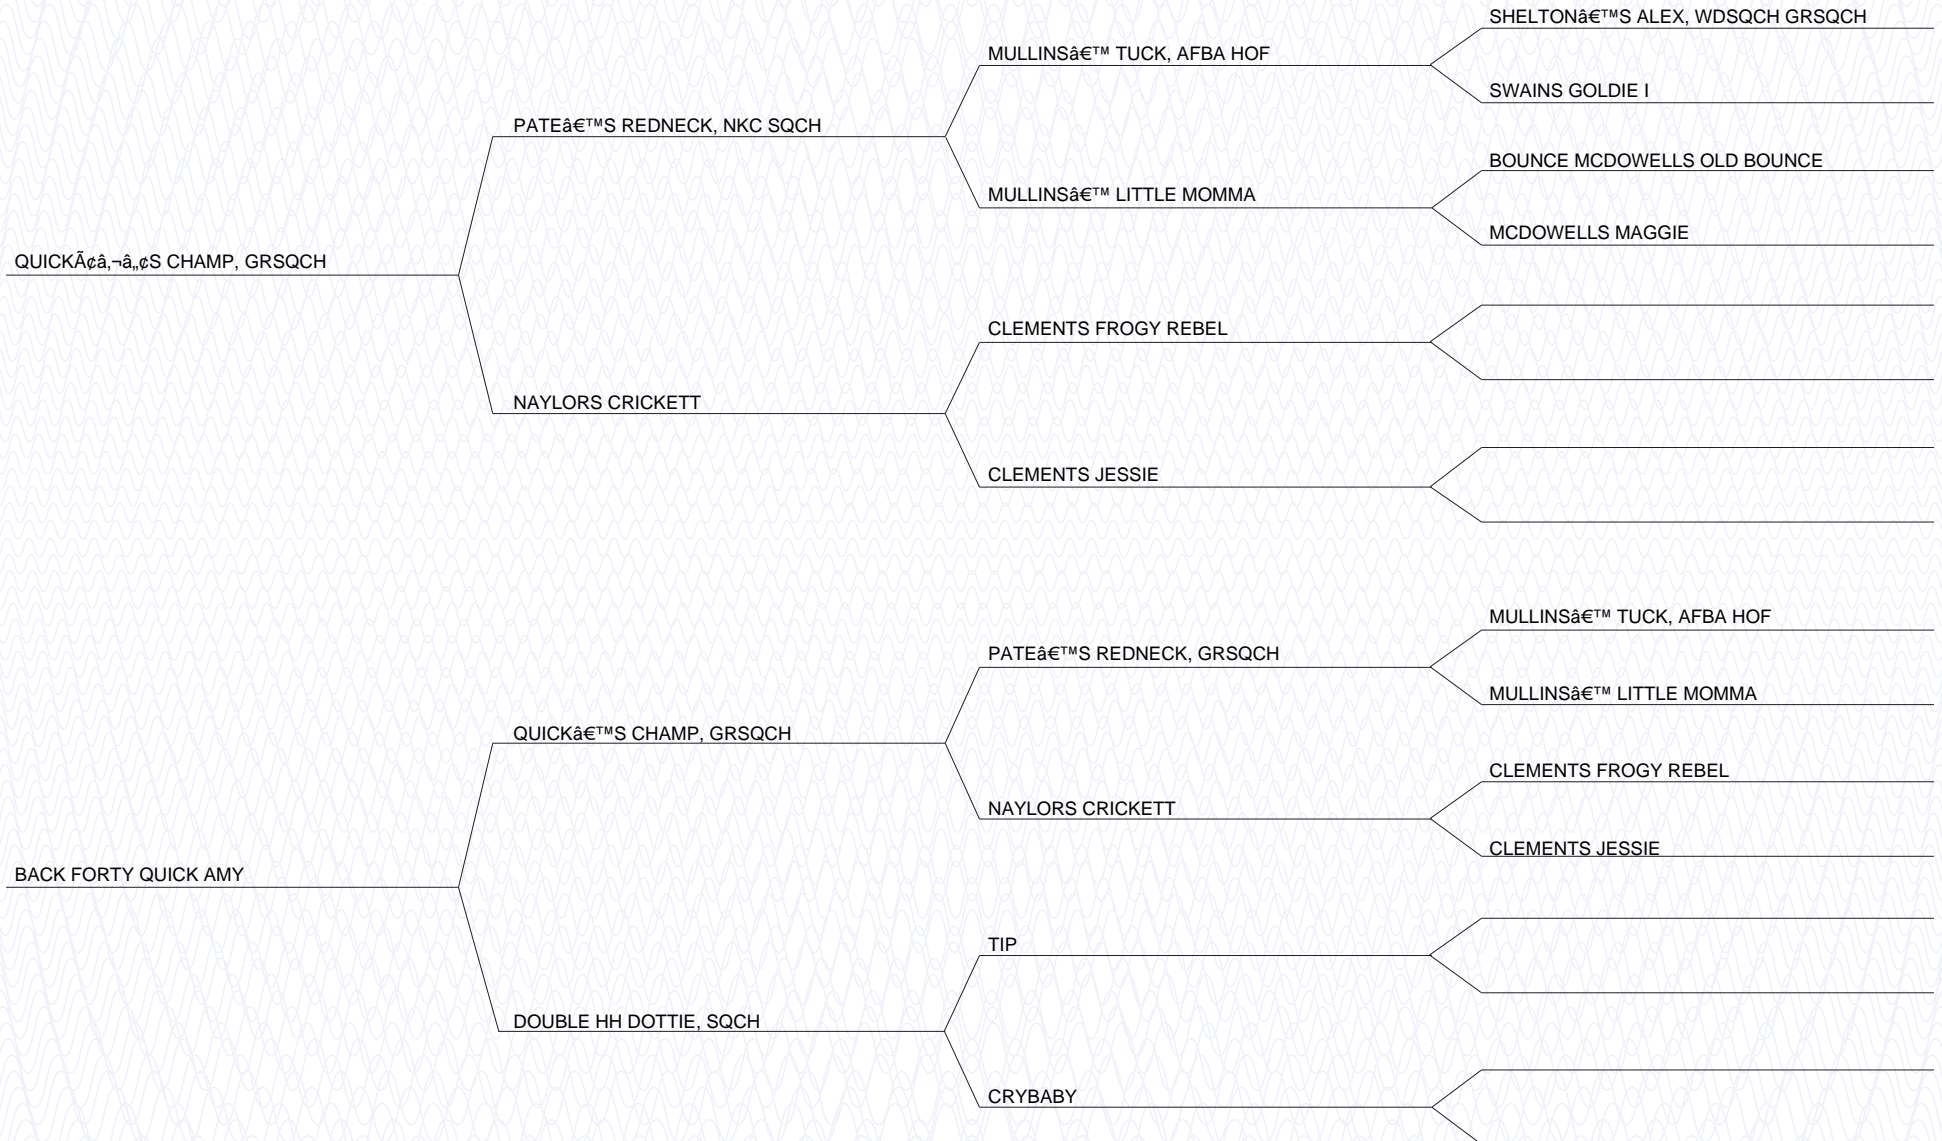 SHELTONâ€™S ALEX, WDSQCH GRSQCH
MULLINSâ€™ TUCK, AFBA HOF
SWAINS GOLDIE I
PATEâ€™S REDNECK, NKC SQCH
BOUNCE MCDOWELLS OLD BOUNCE
MULLINSâ€™ LITTLE MOMMA
MCDOWELLS MAGGIE
QUICKÃ¢â‚¬â„¢S CHAMP, GRSQCH
CLEMENTS FROGY REBEL
NAYLORS CRICKETT
CLEMENTS JESSIE
MULLINSâ€™ TUCK, AFBA HOF
PATEâ€™S REDNECK, GRSQCH
MULLINSâ€™ LITTLE MOMMA
QUICKâ€™S CHAMP, GRSQCH
CLEMENTS FROGY REBEL
NAYLORS CRICKETT
CLEMENTS JESSIE
BACK FORTY QUICK AMY
TIP
DOUBLE HH DOTTIE, SQCH
CRYBABY